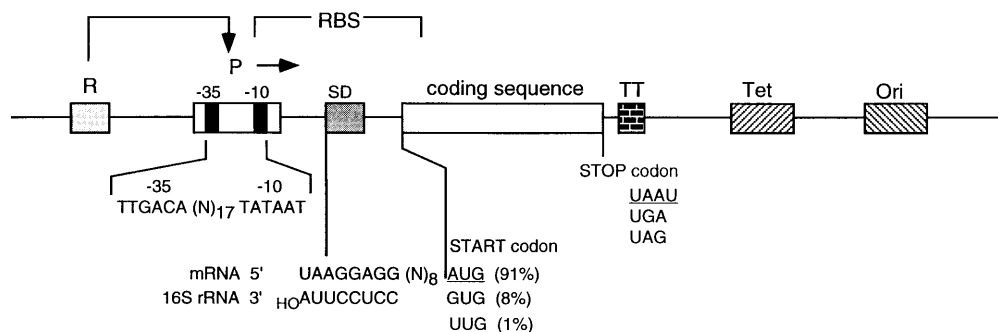 RBS
P
R
-35 -10
SD
coding sequence
TT
Tet
Ori
-35 -10
TTGACA (N)17 TATAAT
STOP codon
UAAU
UGA
UAG
START codon
mRNA 5' UAAGGAGG (N)8 AUG (91%)
16S rRNA 3' HOAUUCCUCC GUG (8%)
UUG (1%)